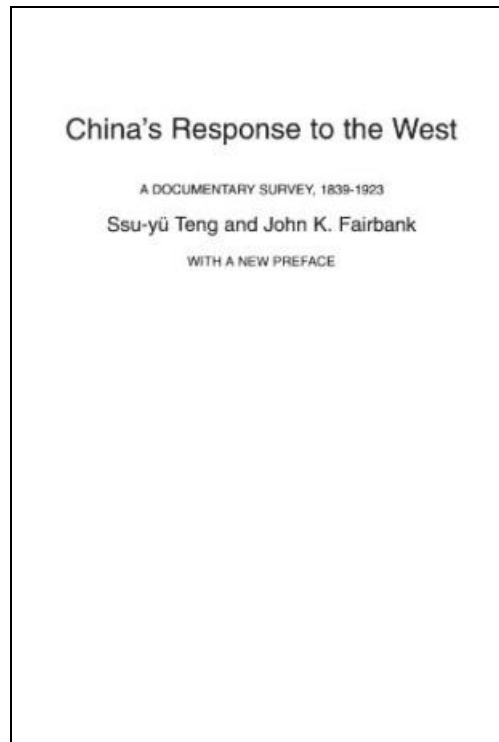 China's Response to the West
A DOCUMENTARY SURVEY, 1839-1923
Ssu-yü Teng and John K. Fairbank
WITH A NEW PREFACE